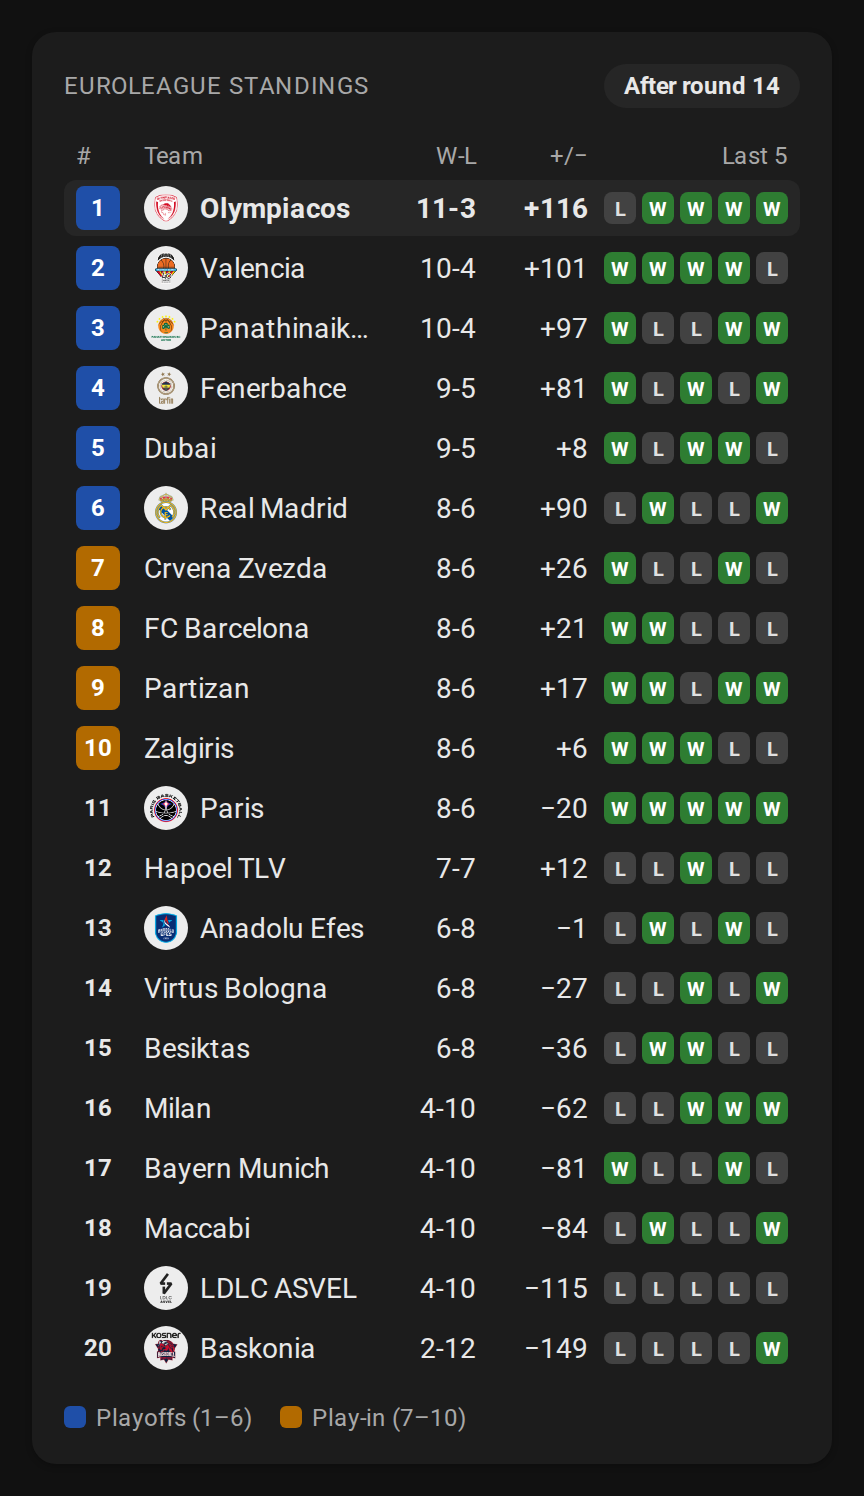 EUROLEAGUE STANDINGS After round 14
# Team W-L +/− Last 5
1 Olympiacos 11-3 +116 L W W W W
2 Valencia 10-4 +101 W W W W L
3 Panathinaik… 10-4 +97 W L L W W
4 Fenerbahce 9-5 +81 W L W L W
5 Dubai 9-5 +8 W L W W L
6 Real Madrid 8-6 +90 L W L L W
7 Crvena Zvezda 8-6 +26 W L L W L
8 FC Barcelona 8-6 +21 W W L L L
9 Partizan 8-6 +17 W W L W W
10 Zalgiris 8-6 +6 W W W L L
11 Paris 8-6 −20 W W W W W
12 Hapoel TLV 7-7 +12 L L W L L
13 Anadolu Efes 6-8 −1 L W L W L
14 Virtus Bologna 6-8 −27 L L W L W
15 Besiktas 6-8 −36 L W W L L
16 Milan 4-10 −62 L L W W W
17 Bayern Munich 4-10 −81 W L L W L
18 Maccabi 4-10 −84 L W L L W
19 LDLC ASVEL 4-10 −115 L L L L L
20 Baskonia 2-12 −149 L L L L W
Playoffs (1–6) Play-in (7–10)